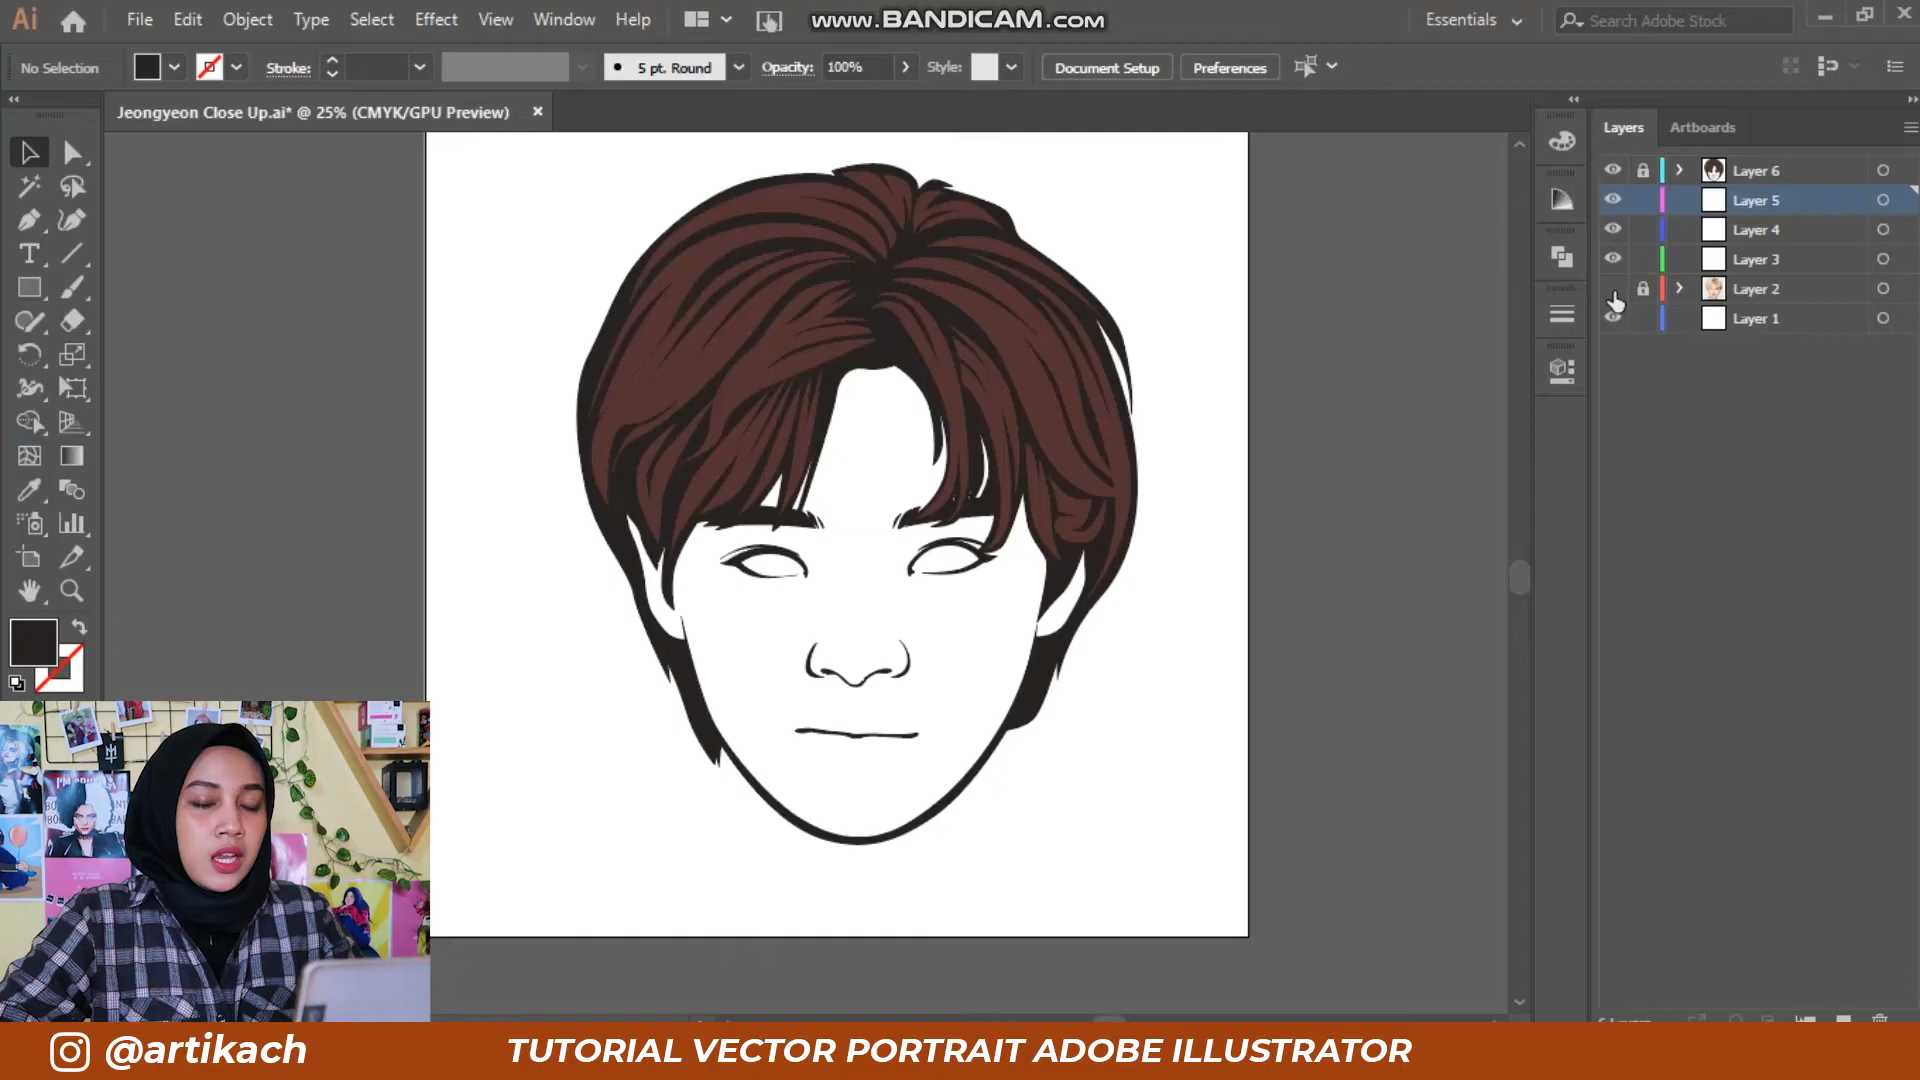 Ai File Edit Object Type Select Effect View Window Help
www.BANDICAM.com
Essentials
Search Adobe Stock
No Selection Stroke: 5 pt. Round Opacity: 100% Style: Document Setup Preferences
Jeongyeon Close Up.ai* @ 25% (CMYK/GPU Preview)
Layers Artboards
Layer 6
Layer 5
Layer 4
Layer 3
Layer 2
Layer 1
@artikach
TUTORIAL VECTOR PORTRAIT ADOBE ILLUSTRATOR